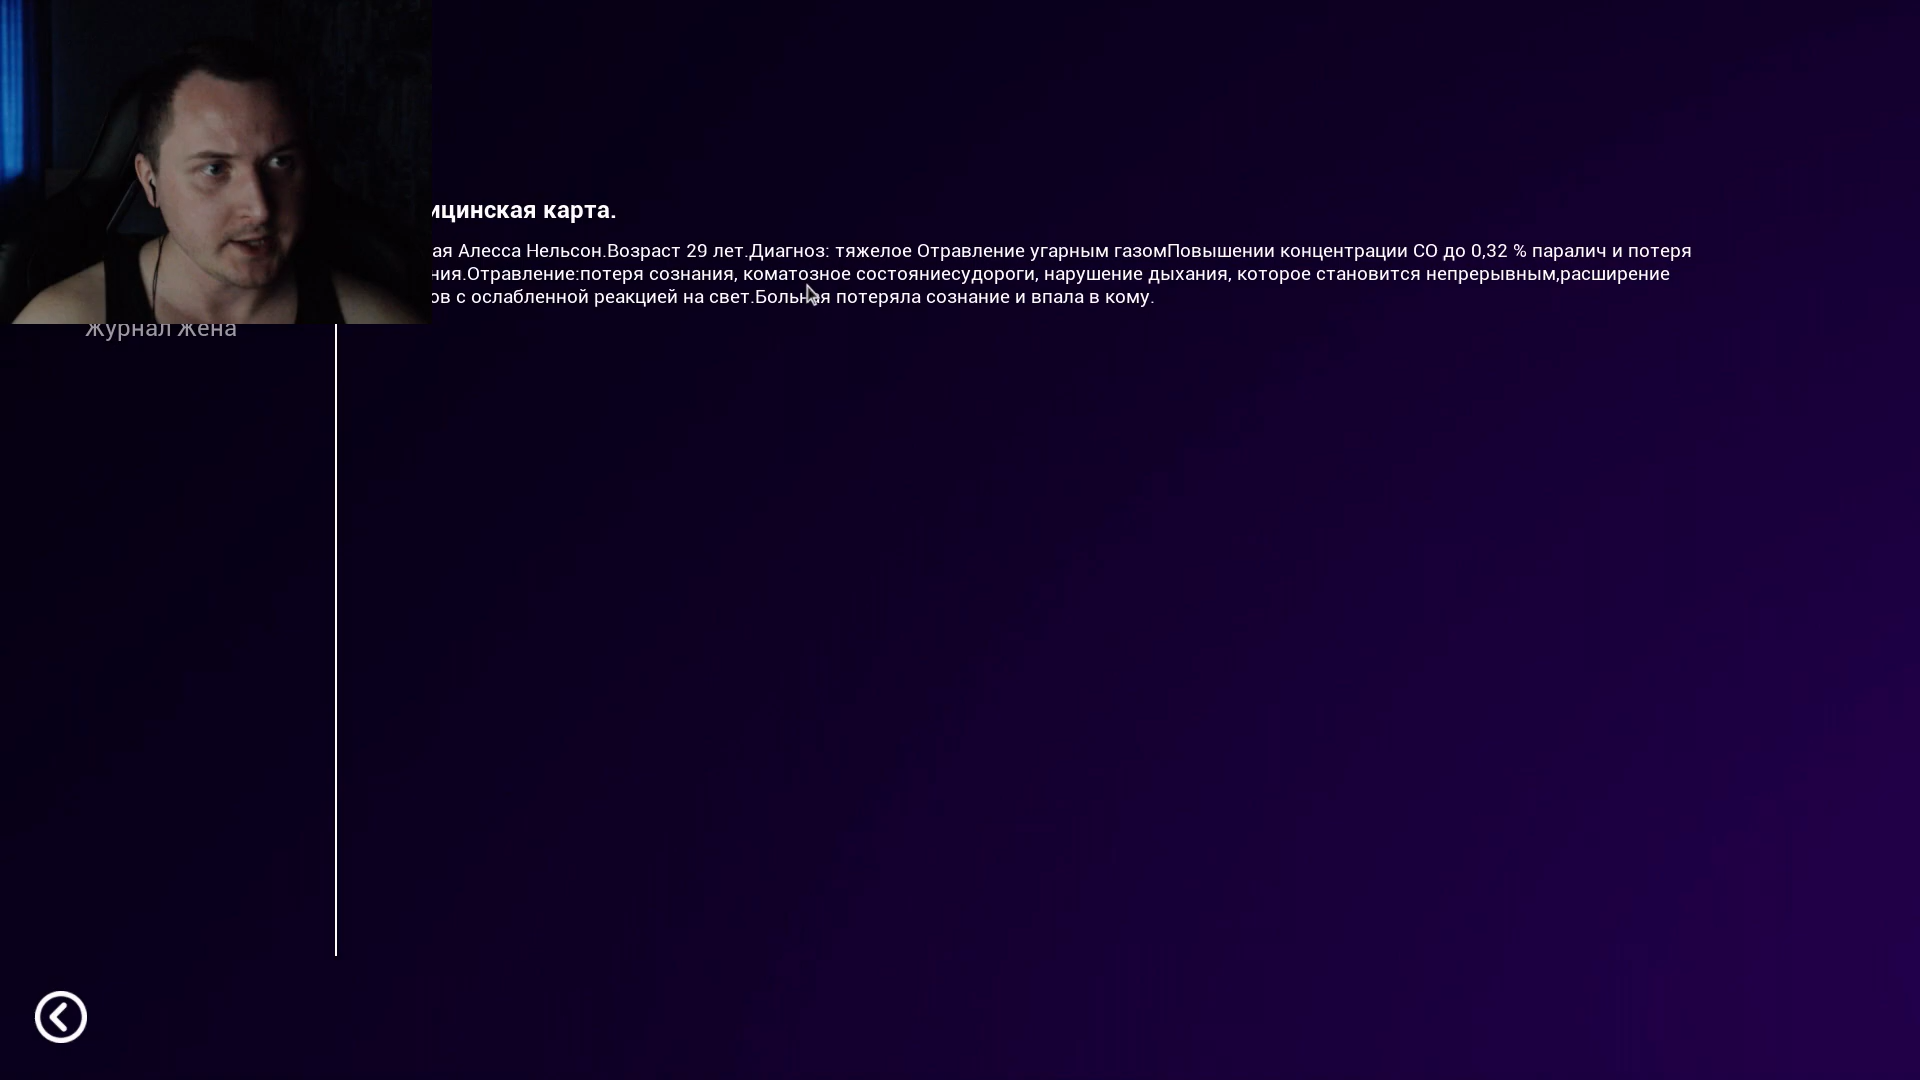 ицинская карта.
ая Алесса Нельсон.Возраст 29 лет.Диагноз: тяжелое Отравление угарным газомПовышении концентрации СО до 0,32 % паралич и потеря
ния.Отравление:потеря сознания, коматозное состояниесудороги, нарушение дыхания, которое становится непрерывным,расширение
ов с ослабленной реакцией на свет.Больная потеряла сознание и впала в кому.
Журнал Жена